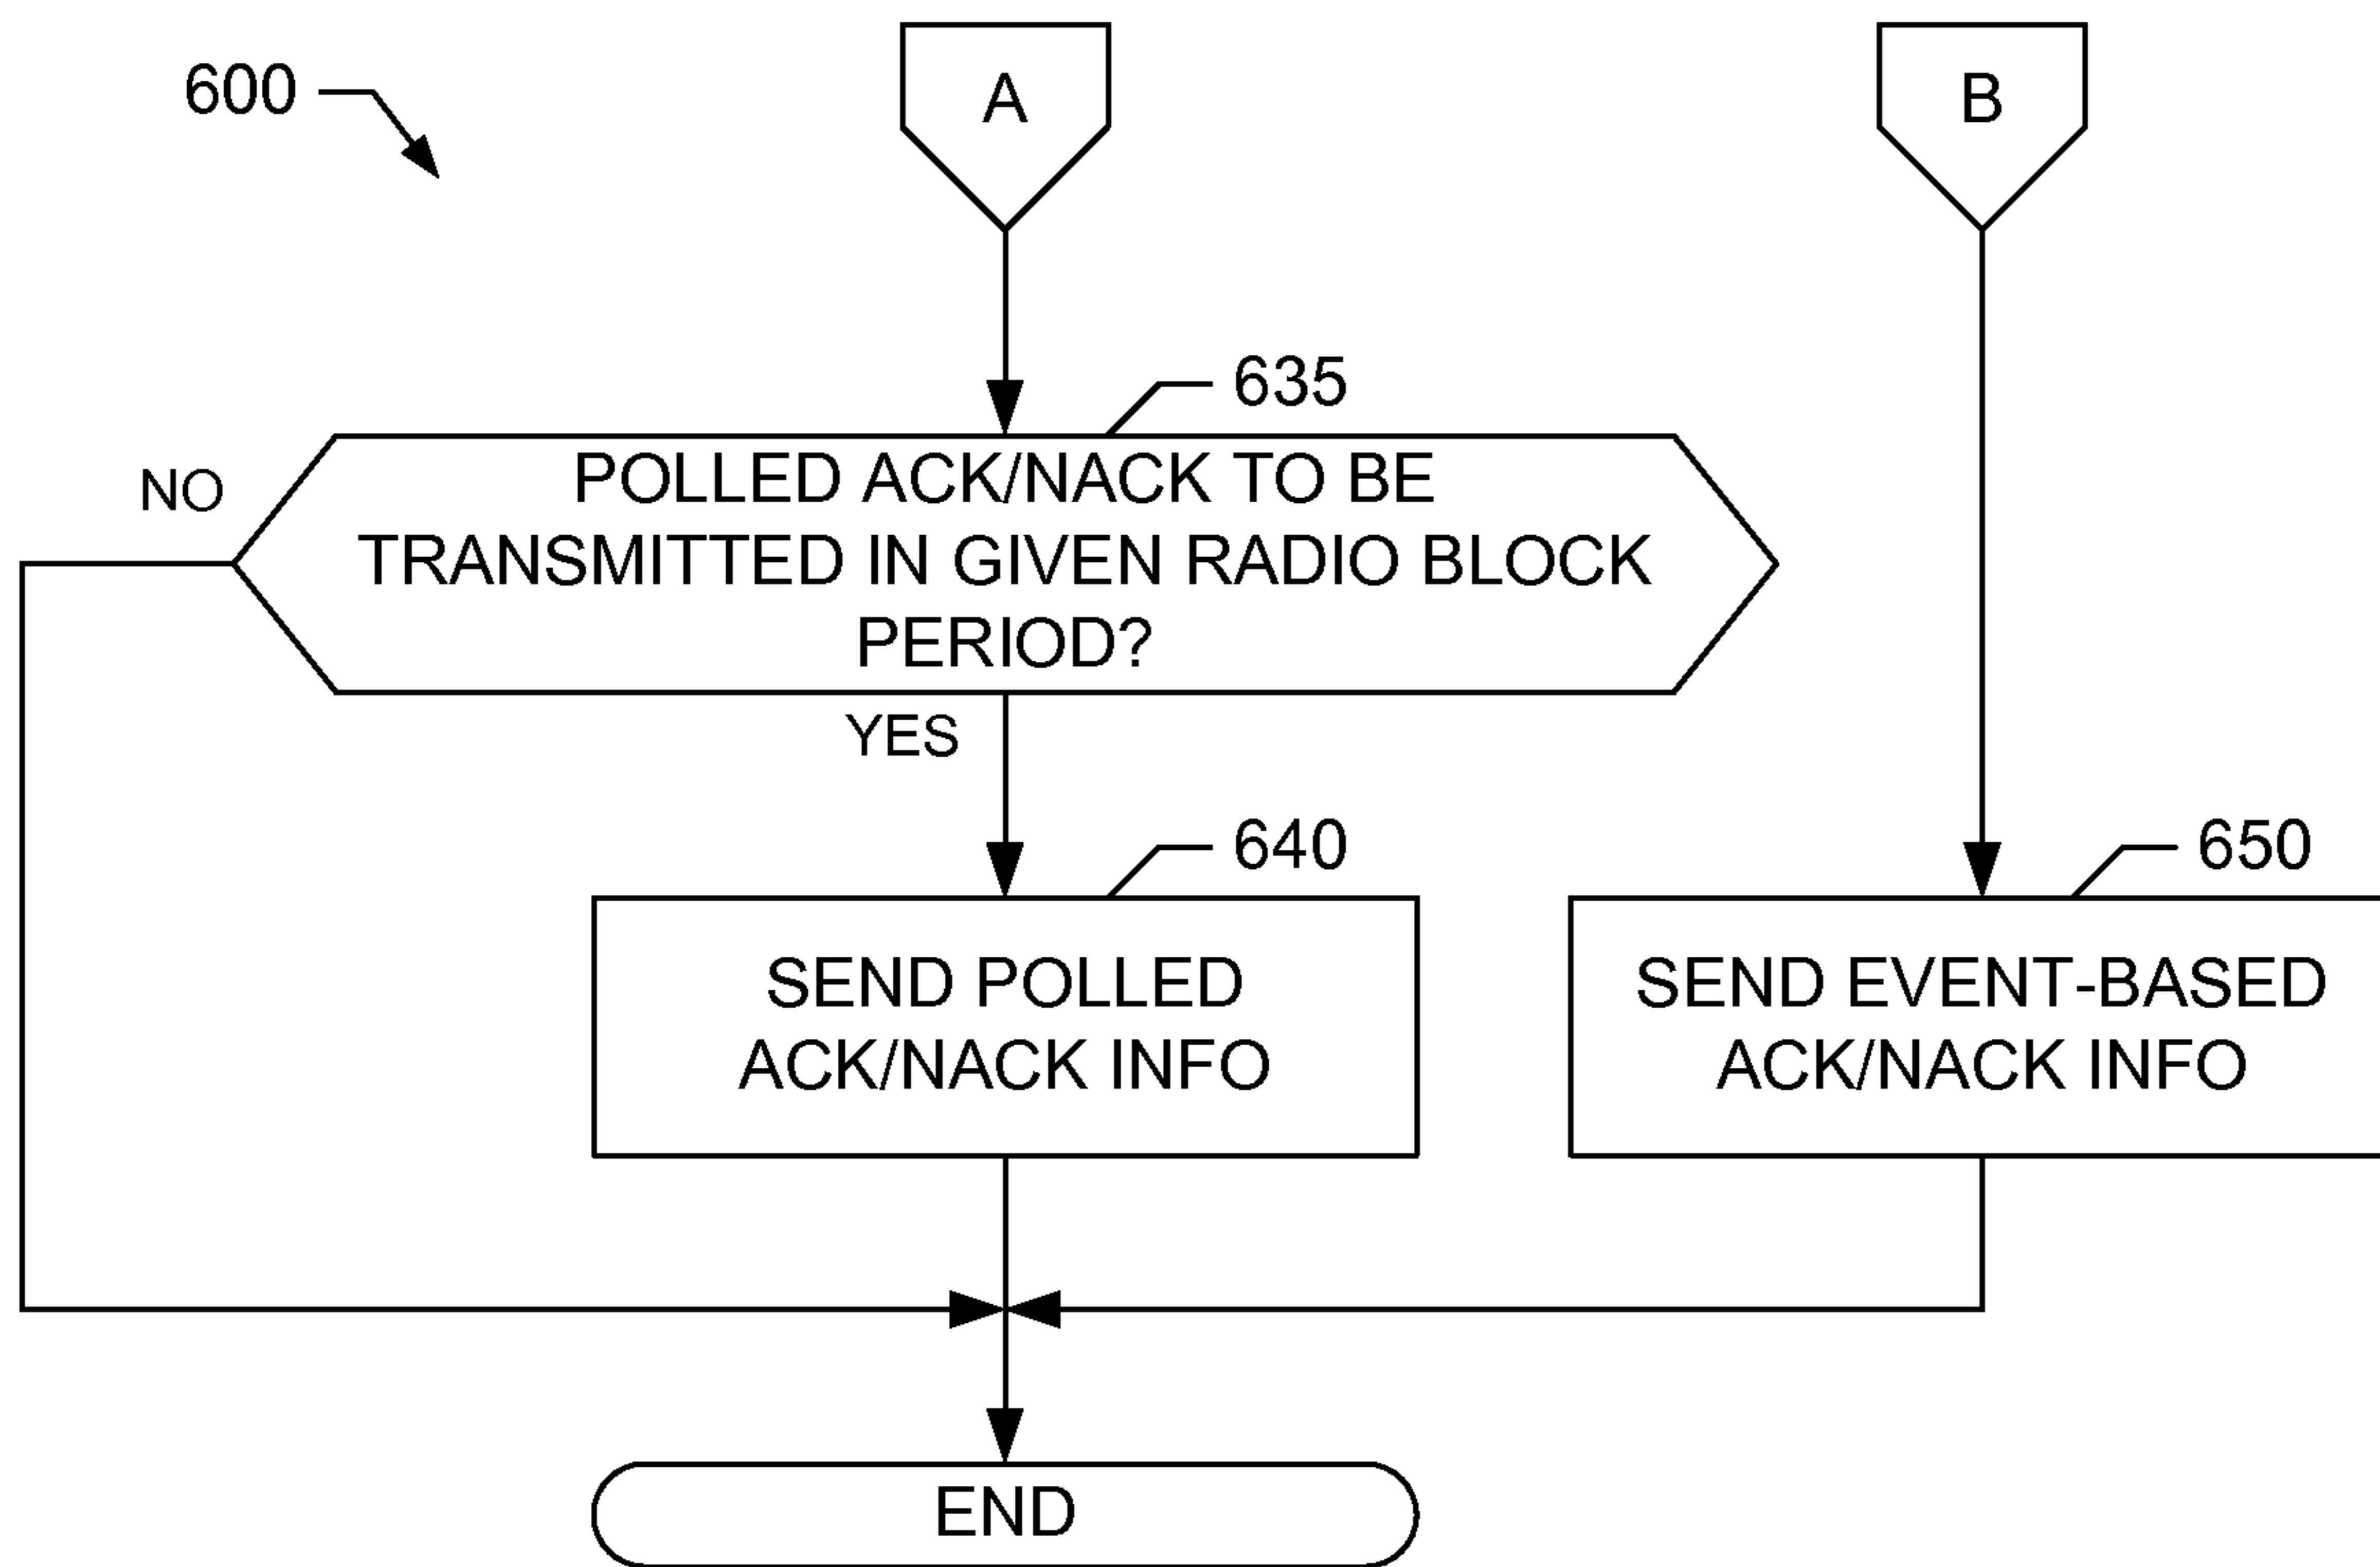 600
A
B
635
NO
POLLED ACK/NACK TO BE
TRANSMITTED IN GIVEN RADIO BLOCK
PERIOD?
YES
640
650
SEND POLLED
ACK/NACK INFO
SEND EVENT-BASED
ACK/NACK INFO
END